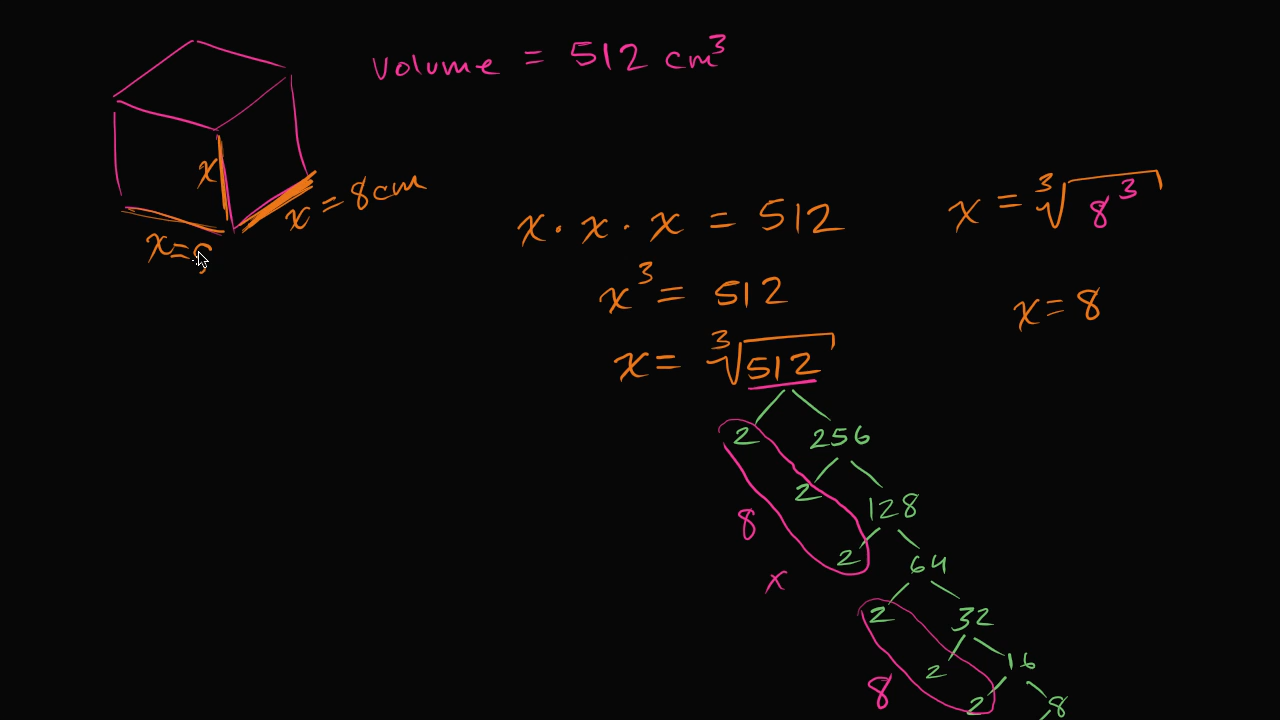 Volume = 512 cm³
x
x = 8cm
x = 8
x · x · x = 512
x³ = 512
x = ∛512
2 256
2 128
8
2 64
x
2 32
2 16
8
2 8
x = ∛8³
x = 8